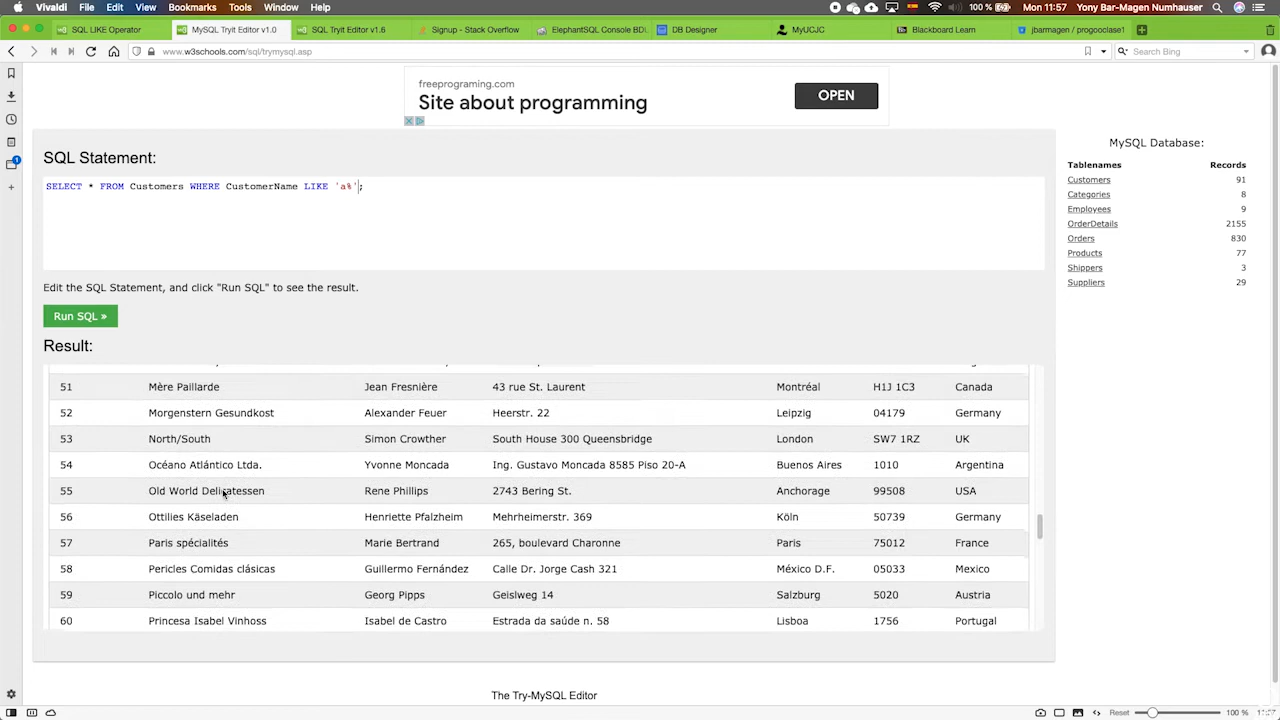 Vivaldi File Edit View Bookmarks Tools Window Help 100 % Mon 11:57 Yony Bar-Magen Numhauser
SQL LIKE Operator MySQL Tryit Editor v1.0 SQL Tryit Editor v1.6 Signup - Stack Overflow ElephantSQL Console BDI DB Designer MyUCJC Blackboard Learn jbarmagen / progooclase1
www.w3schools.com/sql/trymysql.asp Search Bing
freeprograming.com
Site about programming
OPEN
MySQL Database:
SQL Statement:
Tablenames Records
SELECT * FROM Customers WHERE CustomerName LIKE 'a%';
Customers 91
Categories 8
Employees 9
OrderDetails 2155
Orders 830
Products 77
Shippers 3
Suppliers 29
Edit the SQL Statement, and click "Run SQL" to see the result.
Run SQL »
Result:
51 Mère Paillarde Jean Fresnière 43 rue St. Laurent Montréal H1J 1C3 Canada
52 Morgenstern Gesundkost Alexander Feuer Heerstr. 22 Leipzig 04179 Germany
53 North/South Simon Crowther South House 300 Queensbridge London SW7 1RZ UK
54 Océano Atlántico Ltda. Yvonne Moncada Ing. Gustavo Moncada 8585 Piso 20-A Buenos Aires 1010 Argentina
55 Old World Delicatessen Rene Phillips 2743 Bering St. Anchorage 99508 USA
56 Ottilies Käseladen Henriette Pfalzheim Mehrheimerstr. 369 Köln 50739 Germany
57 Paris spécialités Marie Bertrand 265, boulevard Charonne Paris 75012 France
58 Pericles Comidas clásicas Guillermo Fernández Calle Dr. Jorge Cash 321 México D.F. 05033 Mexico
59 Piccolo und mehr Georg Pipps Geislweg 14 Salzburg 5020 Austria
60 Princesa Isabel Vinhoss Isabel de Castro Estrada da saúde n. 58 Lisboa 1756 Portugal
The Try-MySQL Editor
Reset 100 %